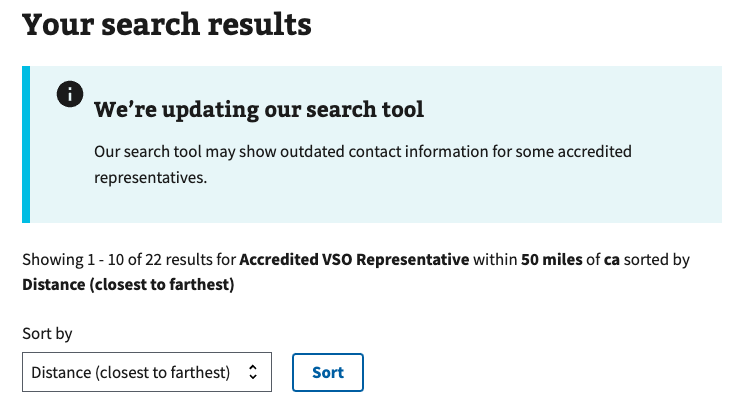 Your search results
We’re updating our search tool
Our search tool may show outdated contact information for some accredited
representatives.
Showing 1 - 10 of 22 results for Accredited VSO Representative within 50 miles of ca sorted by
Distance (closest to farthest)
Sort by
Distance (closest to farthest)
Sort